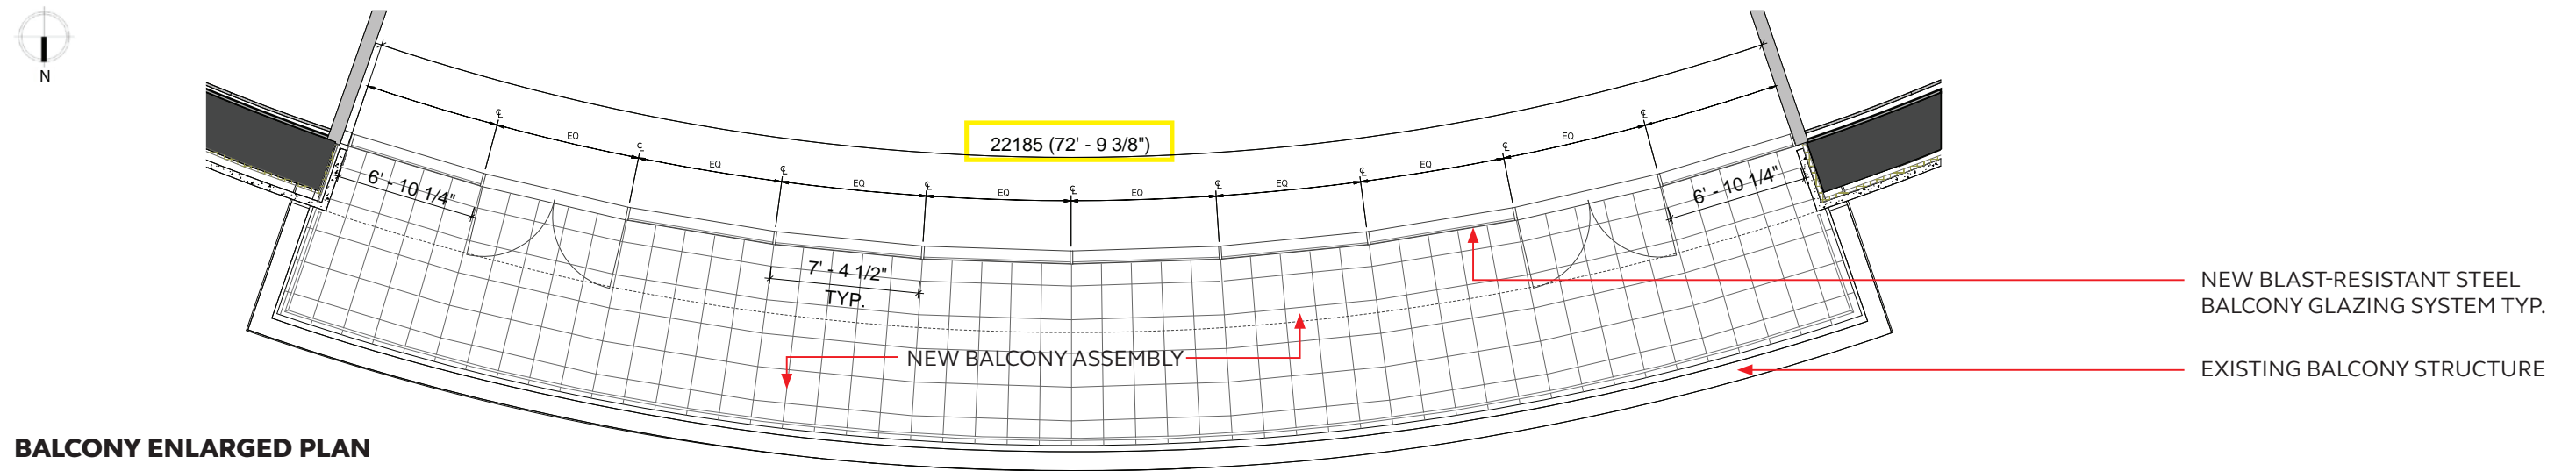 N
℄ ℄ ℄ ℄ ℄ ℄ ℄ ℄ ℄
EQ EQ EQ EQ EQ EQ EQ EQ
22185 (72' - 9 3/8")
6' - 10 1/4"
6' - 10 1/4"
7' - 4 1/2"
TYP.
NEW BALCONY ASSEMBLY
NEW BLAST-RESISTANT STEEL
BALCONY GLAZING SYSTEM TYP.
EXISTING BALCONY STRUCTURE
BALCONY ENLARGED PLAN